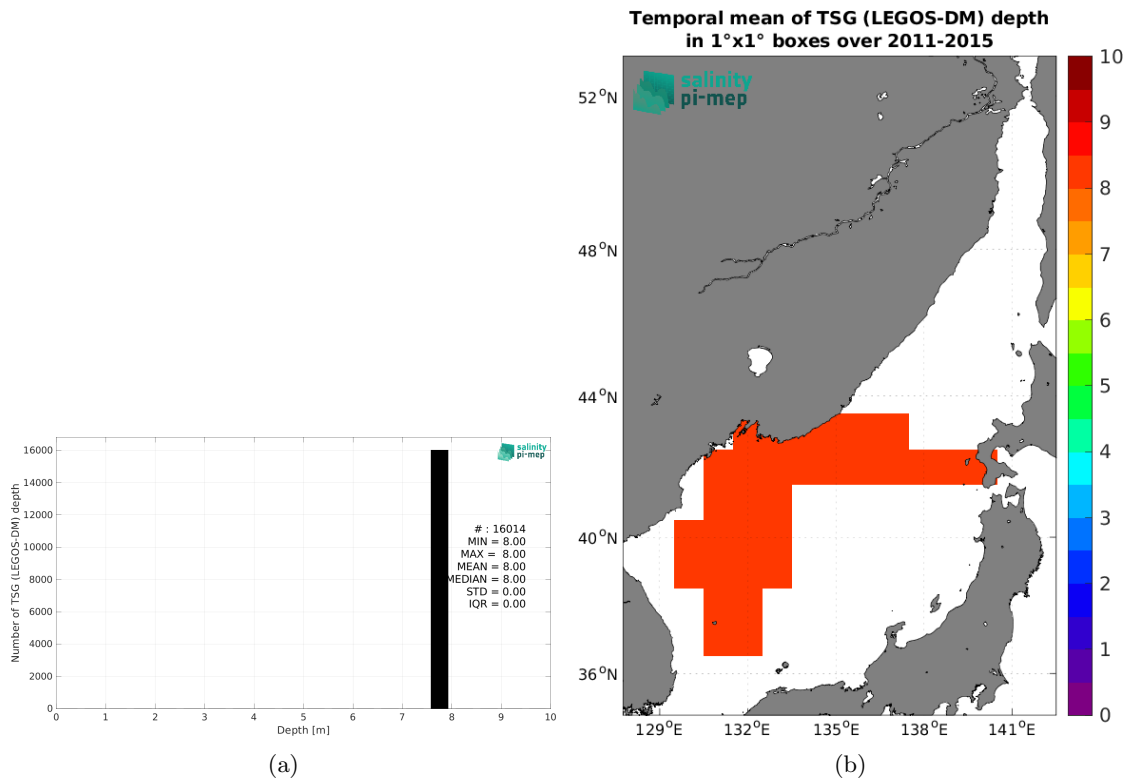 salinity
pi-mep
# : 16014
MIN = 8.00
MAX = 8.00
MEAN = 8.00
MEDIAN = 8.00
STD = 0.00
IQR = 0.00
Number of TSG (LEGOS-DM) depth
16000
14000
12000
10000
8000
6000
4000
2000
0
0 1 2 3 4 5 6 7 8 9 10
Depth [m]
(a)
Temporal mean of TSG (LEGOS-DM) depth
in 1°x1° boxes over 2011-2015
salinity
pi-mep
52°N
48°N
44°N
40°N
36°N
129°E 132°E 135°E 138°E 141°E
10
9
8
7
6
5
4
3
2
1
0
(b)